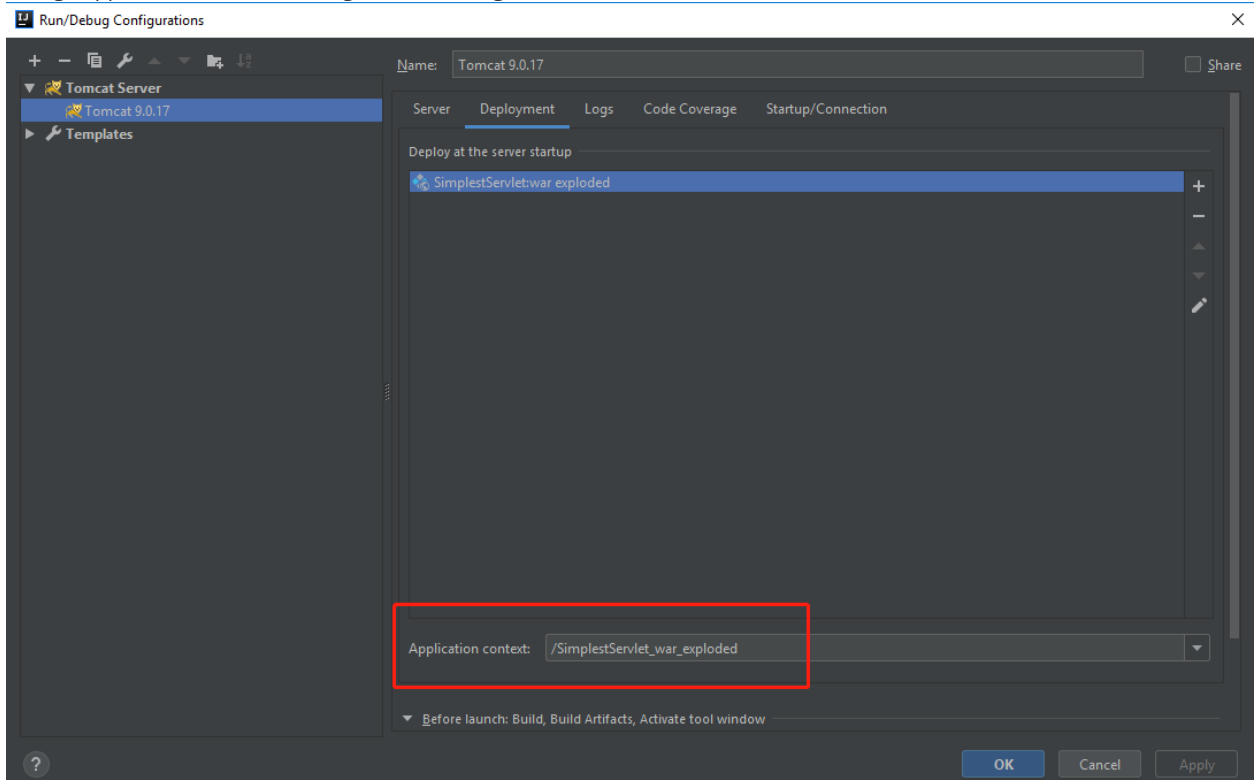 Run/Debug Configurations
Name: Tomcat 9.0.17
Share
Tomcat Server
Tomcat 9.0.17
Templates
Server Deployment Logs Code Coverage Startup/Connection
Deploy at the server startup
SimplestServlet:war exploded
Application context: /SimplestServlet_war_exploded
Before launch: Build, Build Artifacts, Activate tool window
? OK Cancel Apply